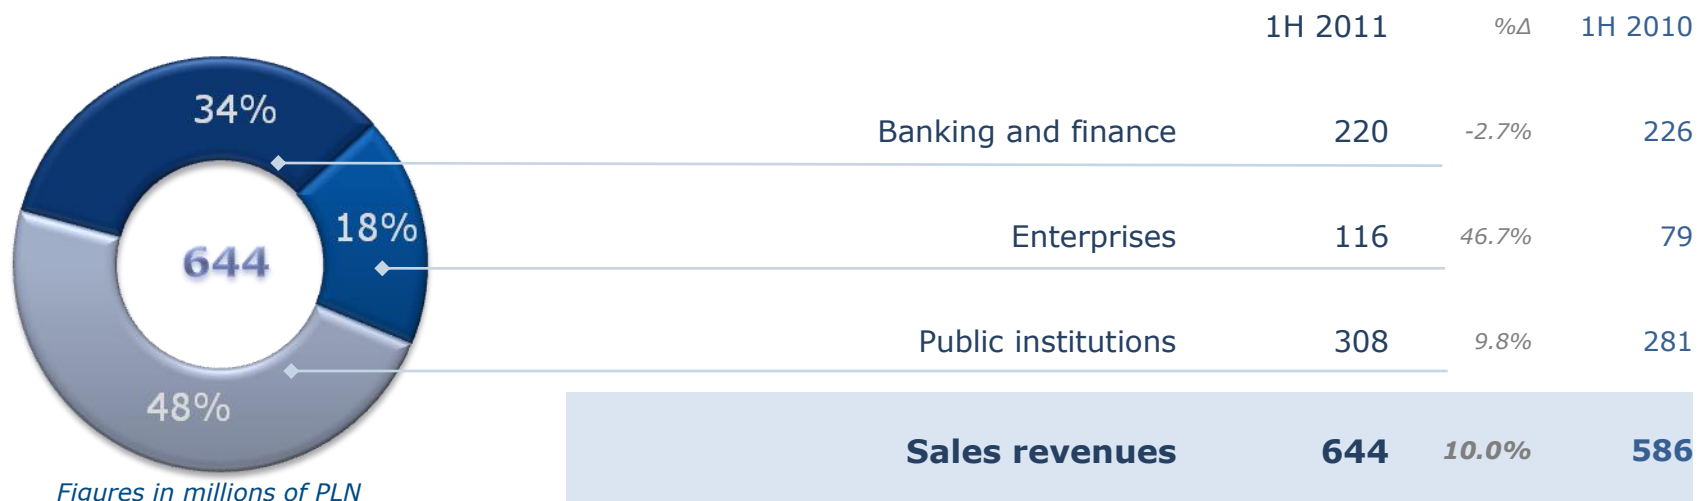 1H 2011 %Δ 1H 2010
34%
Banking and finance 220 -2.7% 226
18%
Enterprises 116 46.7% 79
644
Public institutions 308 9.8% 281
48%
Sales revenues 644 10.0% 586
Figures in millions of PLN